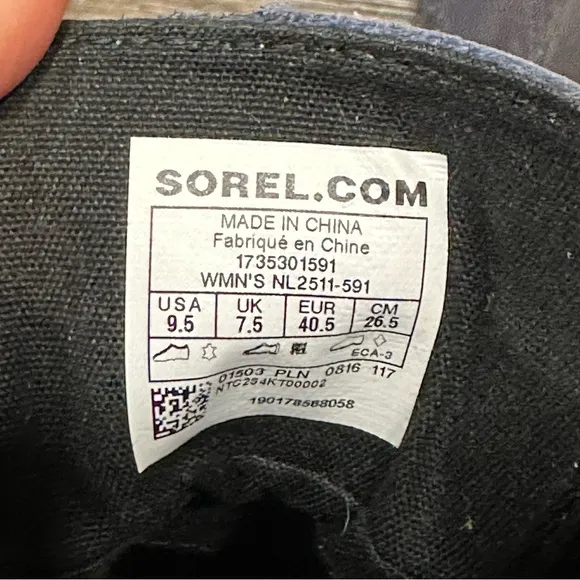 SOREL.COM
MADE IN CHINA
Fabriqué en Chine
1735301591
WMN'S NL2511-591
USA UK EUR CM
9.5 7.5 40.5 26.5
ECA-3
01503 PLN 0816 117
NTC2S4KT00002
190178588058